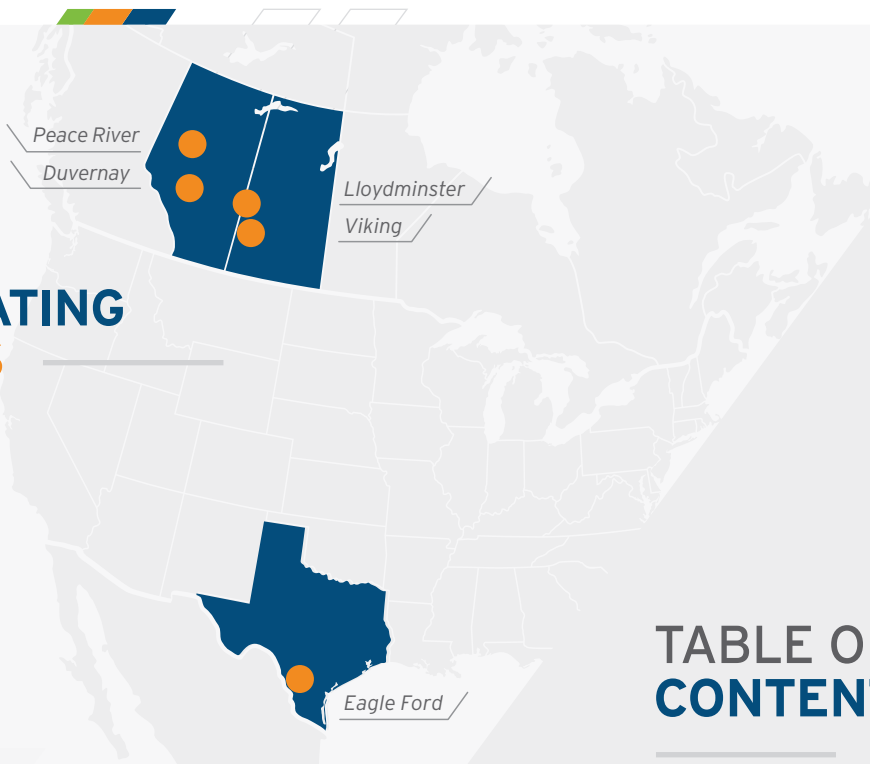 Peace River
Duvernay
Lloydminster
Viking
ATING
Eagle Ford
TABLE O
CONTENT